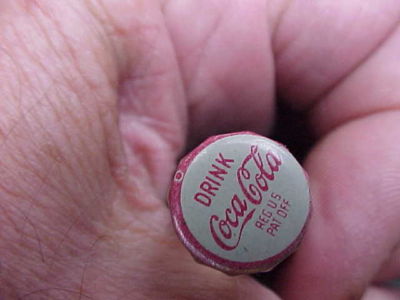 DRINK
Coca-Cola
REG U S
PAT OFF